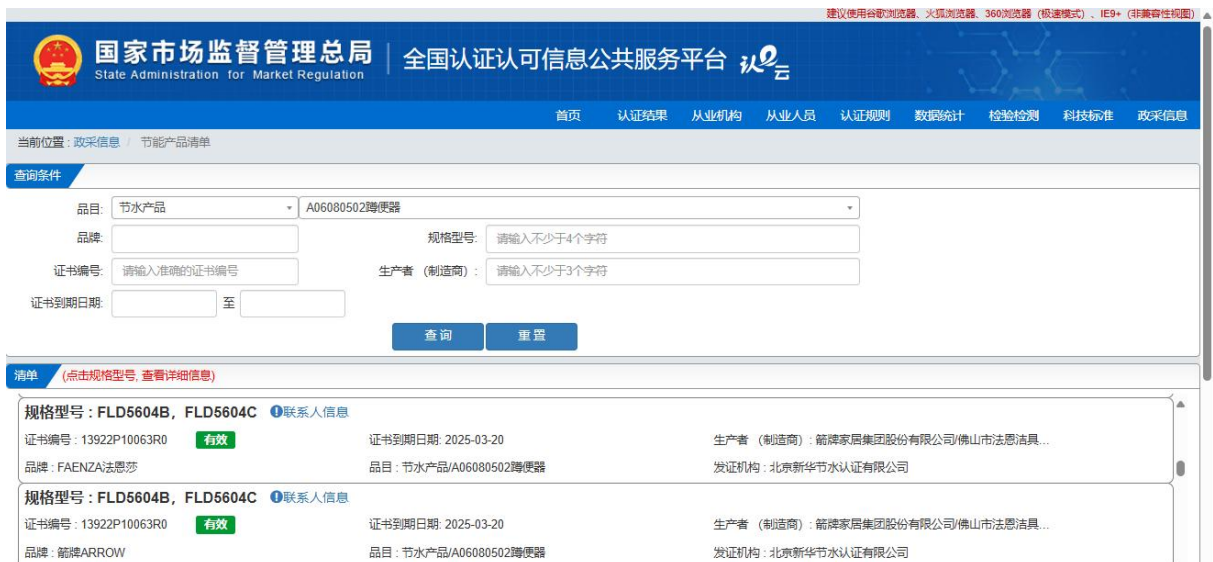 建议使用谷歌浏览器、火狐浏览器、360浏览器 (极速模式) 、IE9+ (非兼容性视图)
国家市场监督管理总局 全国认证认可信息公共服务平台 认e云
State Administration for Market Regulation
首页 认证结果 从业机构 从业人员 认证规则 数据统计 检验检测 科技标准 政采信息
当前位置 : 政采信息 / 节能产品清单
查询条件
品目: 节水产品 A06080502蹲便器
品牌: 规格型号: 请输入不少于4个字符
证书编号: 请输入准确的证书编号 生产者 (制造商) : 请输入不少于3个字符
证书到期日期: 至
查询 重置
清单 (点击规格型号, 查看详细信息)
规格型号 : FLD5604B，FLD5604C 联系人信息
证书编号 : 13922P10063R0 有效 证书到期日期: 2025-03-20 生产者 (制造商) : 箭牌家居集团股份有限公司/佛山市法恩洁具...
品牌 : FAENZA法恩莎 品目 : 节水产品/A06080502蹲便器 发证机构 : 北京新华节水认证有限公司
规格型号 : FLD5604B，FLD5604C 联系人信息
证书编号 : 13922P10063R0 有效 证书到期日期: 2025-03-20 生产者 (制造商) : 箭牌家居集团股份有限公司/佛山市法恩洁具...
品牌 : 箭牌ARROW 品目 : 节水产品/A06080502蹲便器 发证机构 : 北京新华节水认证有限公司